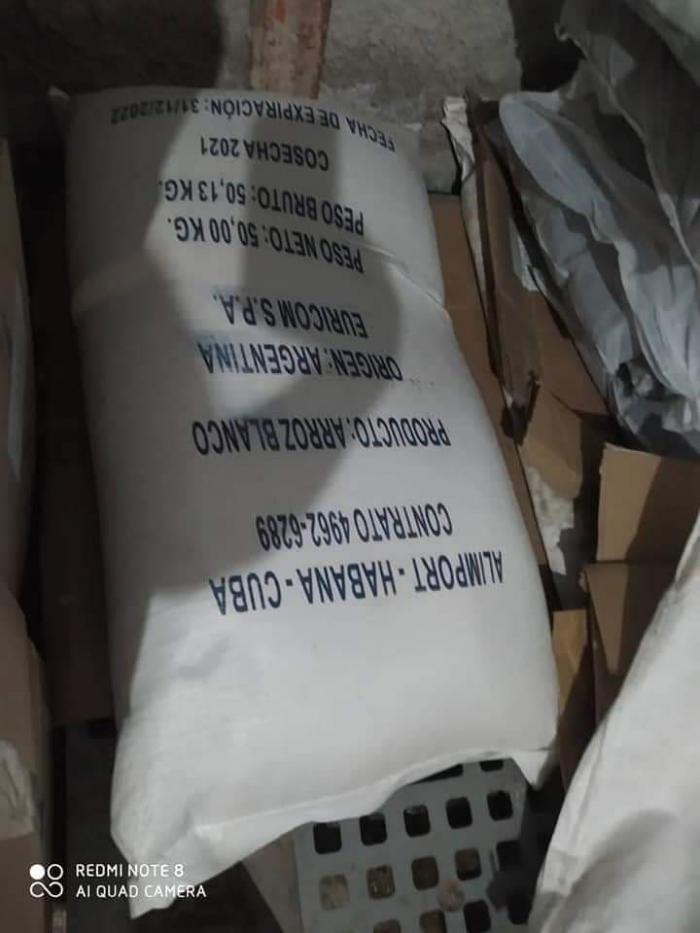 ALIMPORT - HABANA - CUBA
CONTRATO 4962-6289
PRODUCTO: ARROZ BLANCO
ORIGEN: ARGENTINA
EURICOM S.P.A.
PESO NETO: 50,00 KG.
PESO BRUTO: 50,13 KG.
COSECHA 2021
FECHA DE EXPIRACIÓN: 31/12/2022
REDMI NOTE 8
AI QUAD CAMERA